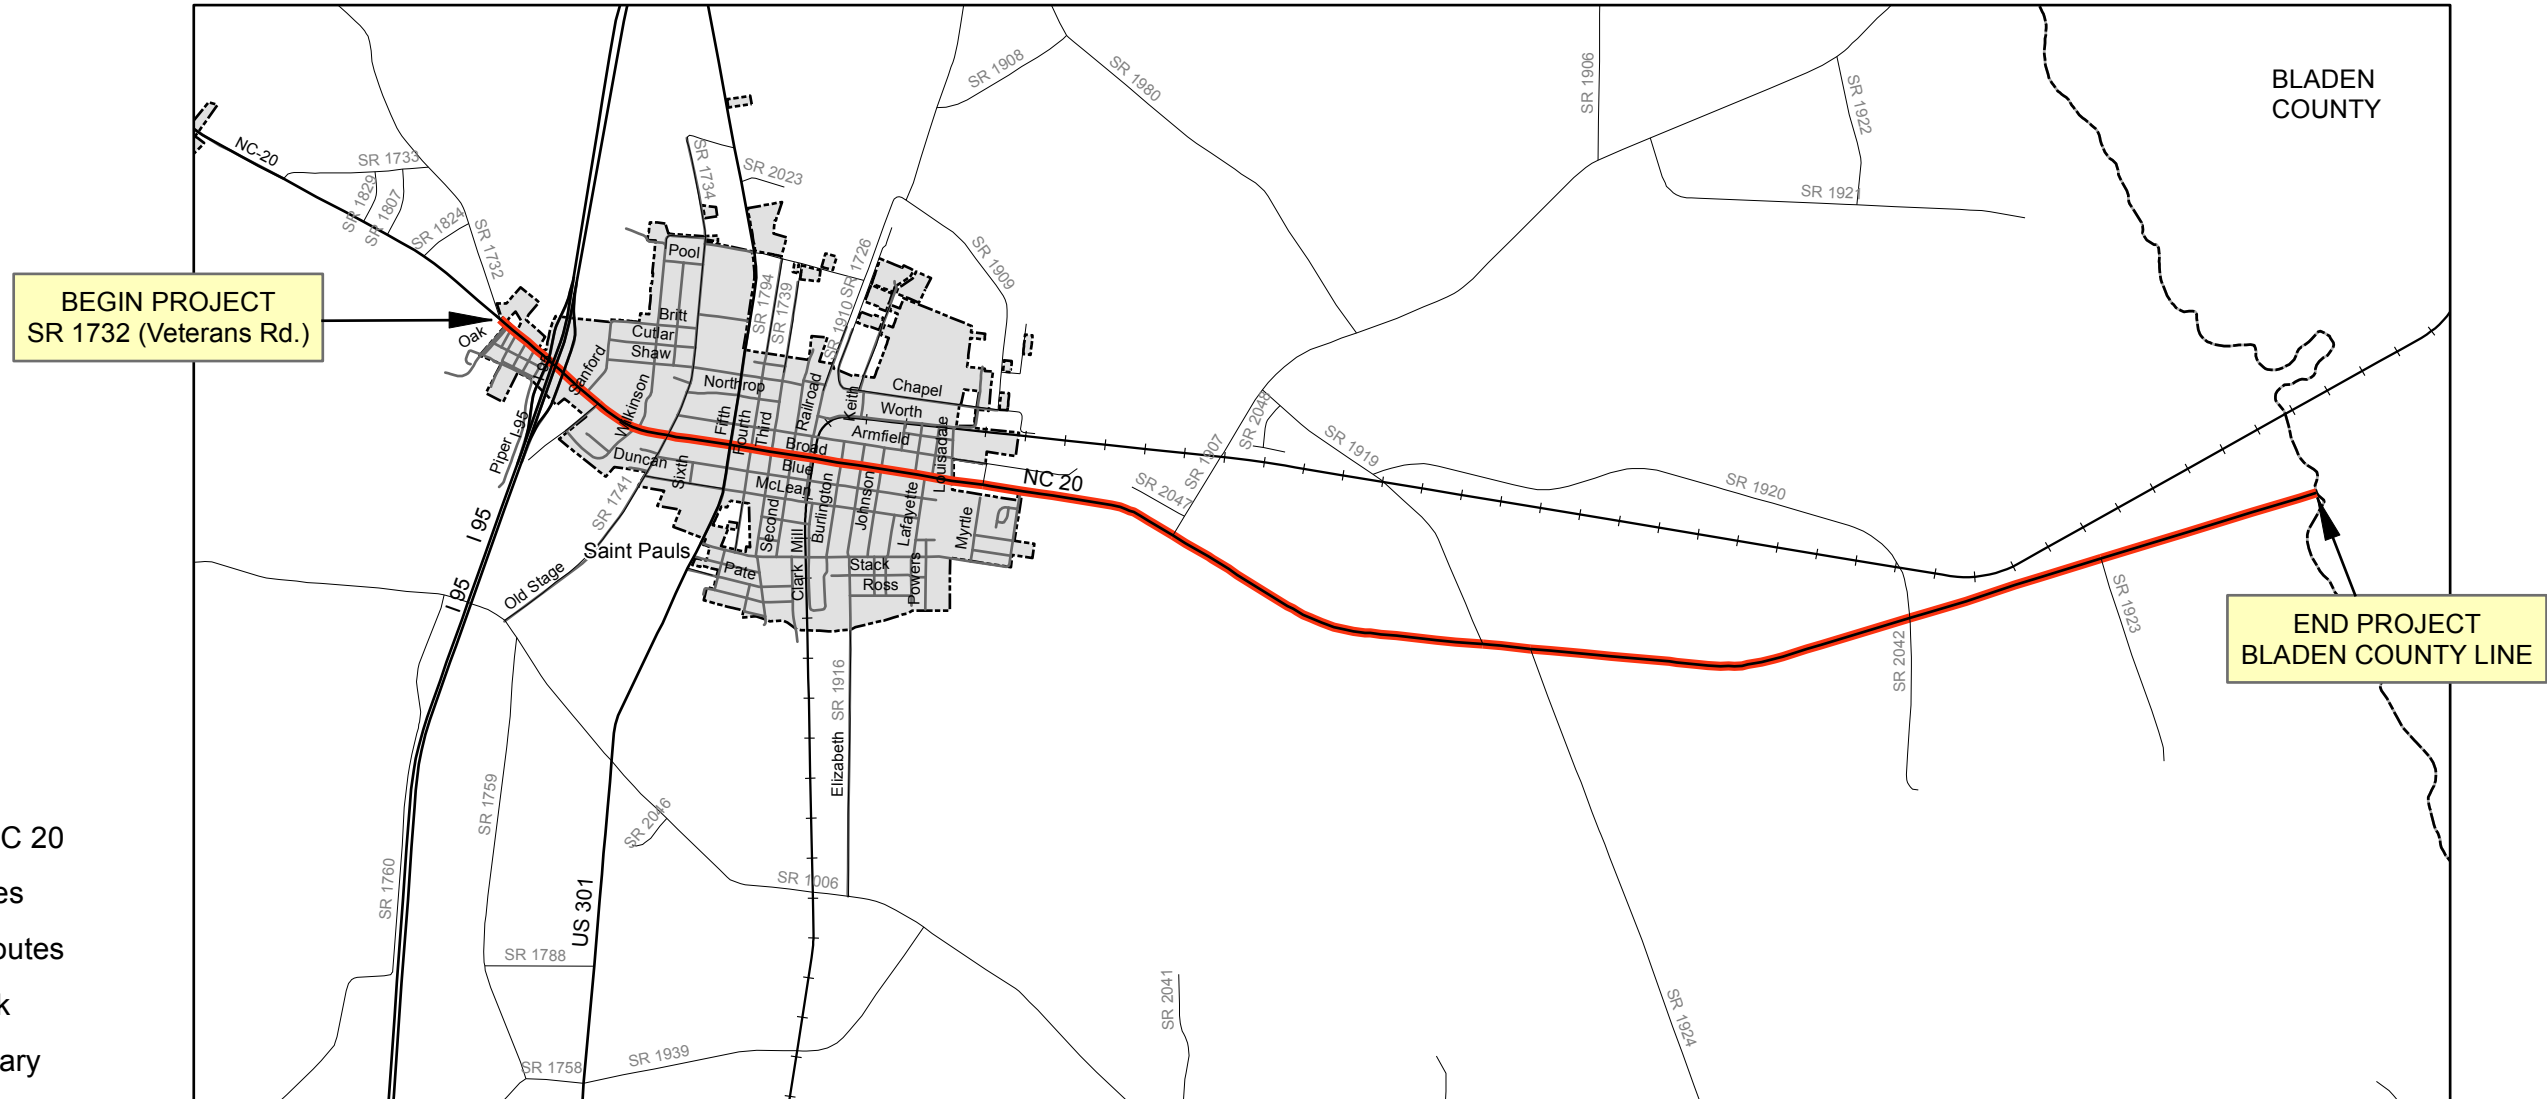 BLADEN
COUNTY
SR 1908
SR 1980
SR 1906
SR 1922
NC-20
SR 1733
SR 1829
SR 1807
SR 1824
SR 1732
SR 1734
SR 2023
SR 1921
SR 1726
SR 1909
SR 1910
SR 1794
SR 1739
BEGIN PROJECT
SR 1732 (Veterans Rd.)
Pool
Britt
Cutlar
Shaw
Oak
Sanford
Wilkinson
Northrop
Fifth
Fourth
Third
Railroad
Keith
Chapel
Worth
Armfield
Louisadale
Broad
Blue
McLean
Duncan
Sixth
Piper
I-95
I 95
I 95
SR 1741
Second
Mill
Clark
Burlington
Johnson
Lafayette
Myrtle
Powers
Stack
Ross
Pate
Saint Pauls
Old Stage
NC 20
SR 2047
SR 1907
SR 2048
SR 1919
SR 1920
SR 2042
SR 1923
END PROJECT
BLADEN COUNTY LINE
Elizabeth
SR 1916
SR 1759
SR 2046
SR 1760
US 301
SR 1006
SR 1788
SR 1758
SR 1939
SR 2041
SR 1924
C 20
es
outes
k
ary